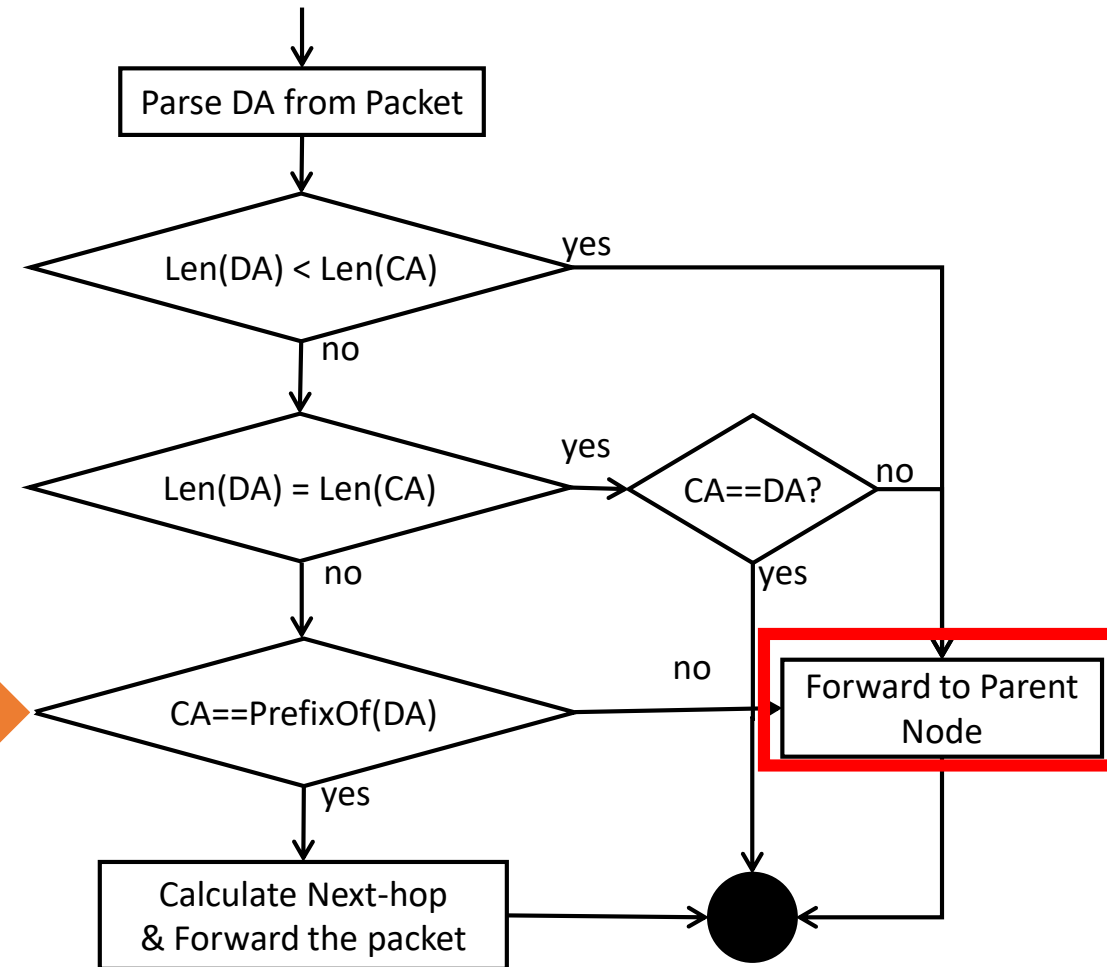 Parse DA from Packet
Len(DA) < Len(CA)
yes
no
Len(DA) = Len(CA)
yes
CA==DA?
no
no
yes
CA==PrefixOf(DA)
no
Forward to Parent
Node
yes
Calculate Next-hop
& Forward the packet